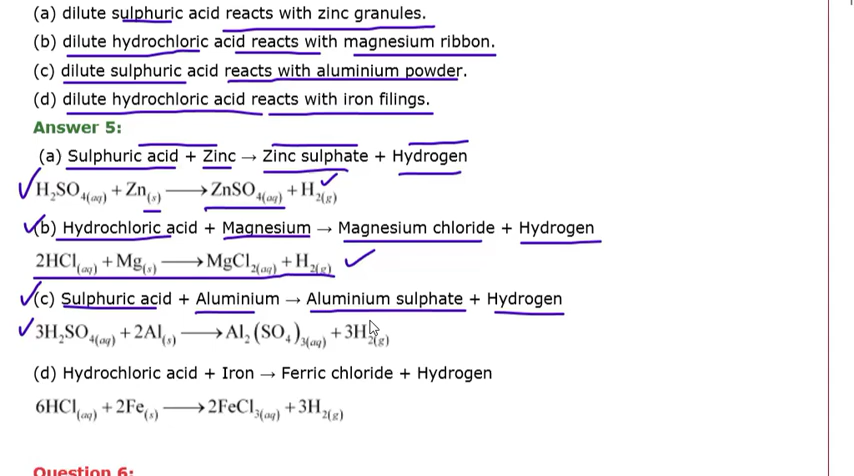 (a) dilute sulphuric acid reacts with zinc granules.
(b) dilute hydrochloric acid reacts with magnesium ribbon.
(c) dilute sulphuric acid reacts with aluminium powder.
(d) dilute hydrochloric acid reacts with iron filings.
Answer 5:
(a) Sulphuric acid + Zinc → Zinc sulphate + Hydrogen
H₂SO₄(aq) + Zn(s) ⟶ ZnSO₄(aq) + H₂(g)
(b) Hydrochloric acid + Magnesium → Magnesium chloride + Hydrogen
2HCl(aq) + Mg(s) ⟶ MgCl₂(aq) + H₂(g)
(c) Sulphuric acid + Aluminium → Aluminium sulphate + Hydrogen
3H₂SO₄(aq) + 2Al(s) ⟶ Al₂(SO₄)₃(aq) + 3H₂(g)
(d) Hydrochloric acid + Iron → Ferric chloride + Hydrogen
6HCl(aq) + 2Fe(s) ⟶ 2FeCl₃(aq) + 3H₂(g)
Question 6: